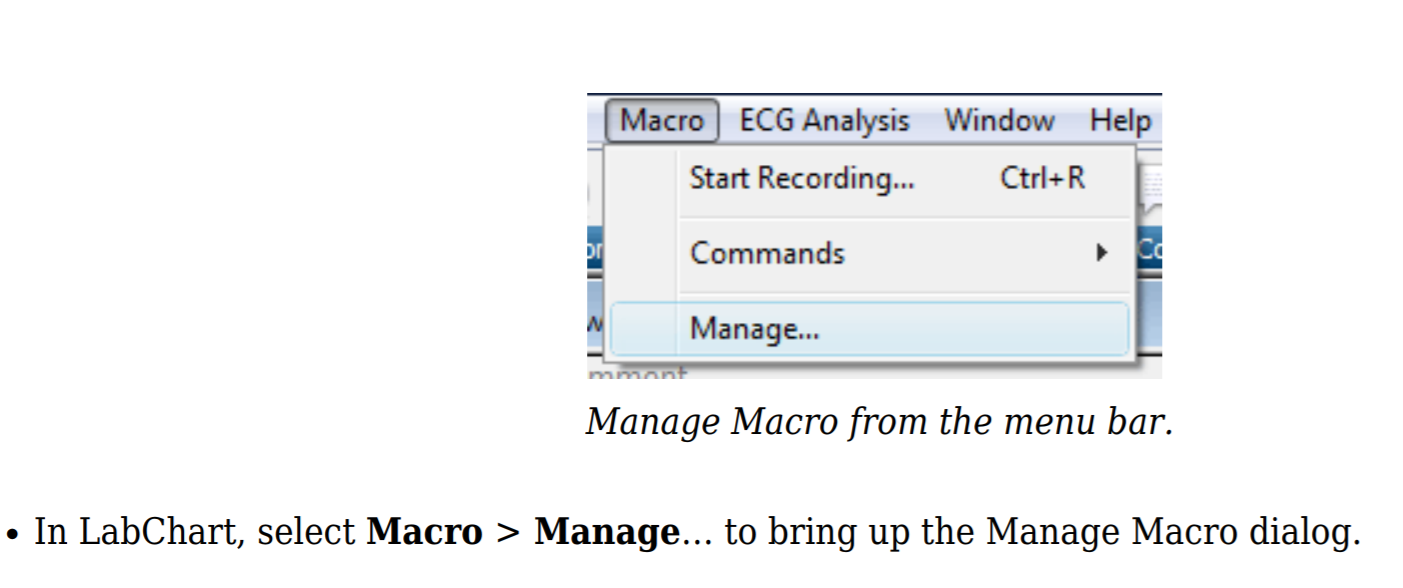 Macro ECG Analysis Window Help
Start Recording... Ctrl+R
Commands
Manage...
Manage Macro from the menu bar.
• In LabChart, select Macro > Manage... to bring up the Manage Macro dialog.